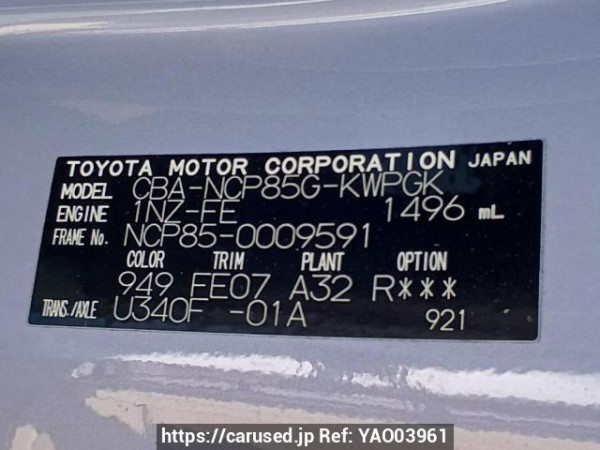 TOYOTA MOTOR CORPORATION JAPAN
MODEL CBA-NCP85G-KWPGK
ENGINE 1NZ-FE 1496 mL
FRAME No. NCP85-0009591
COLOR TRIM PLANT OPTION
949 FE07 A32 R***
TRANS./AXLE U340F -01A 921
https://carused.jp Ref: YA003961